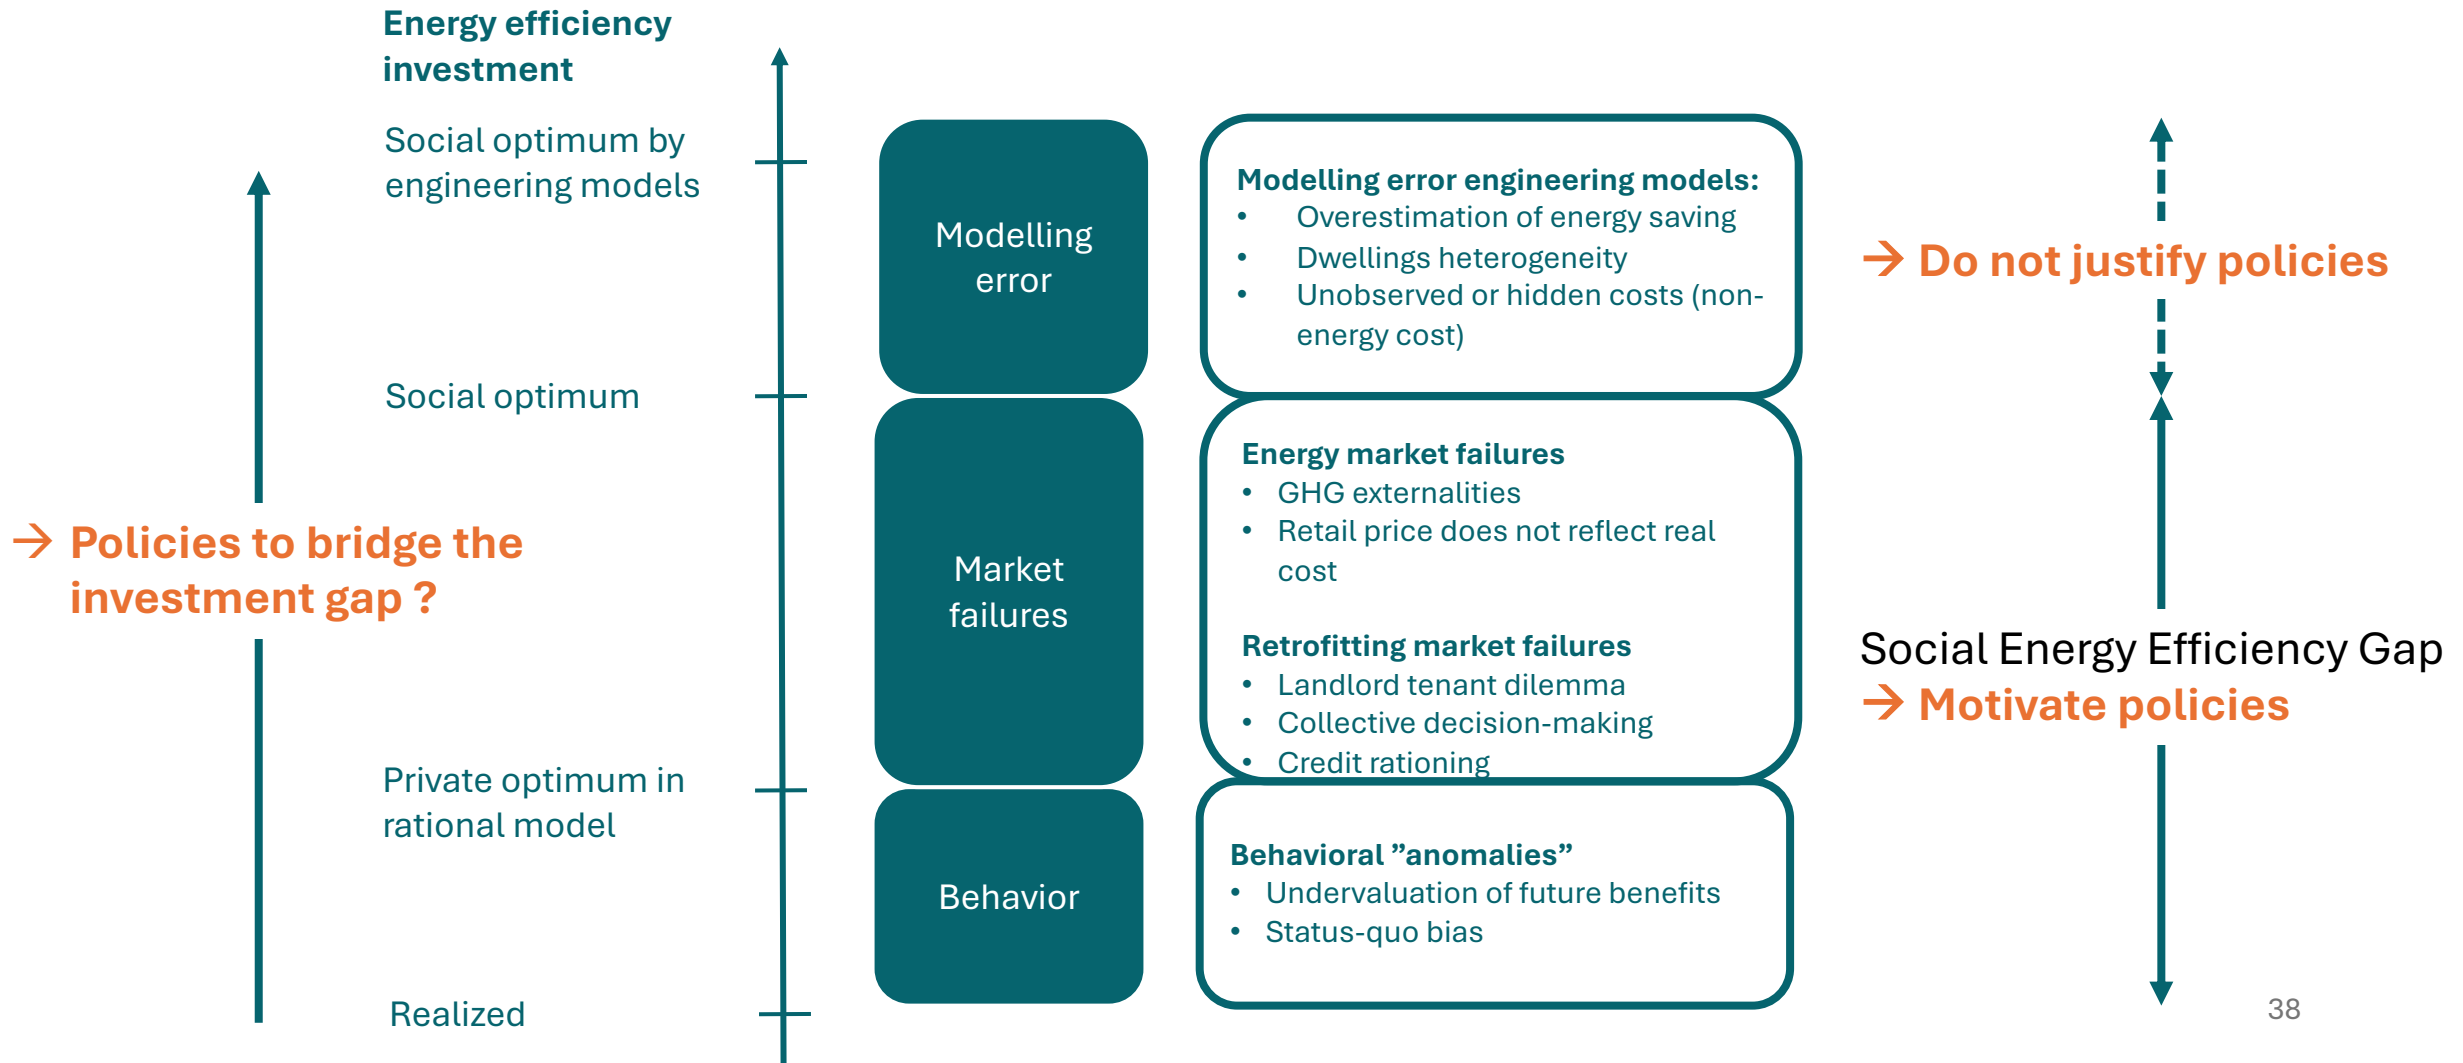 Energy efficiency
investment
Social optimum by
engineering models
Social optimum
→ Policies to bridge the
investment gap ?
Private optimum in
rational model
Realized
Modelling
error
Market
failures
Behavior
Modelling error engineering models:
• Overestimation of energy saving
• Dwellings heterogeneity
• Unobserved or hidden costs (non-
energy cost)
Energy market failures
• GHG externalities
• Retail price does not reflect real
cost
Retrofitting market failures
• Landlord tenant dilemma
• Collective decision-making
• Credit rationing
Behavioral ”anomalies”
• Undervaluation of future benefits
• Status-quo bias
→ Do not justify policies
Social Energy Efficiency Gap
→ Motivate policies
38